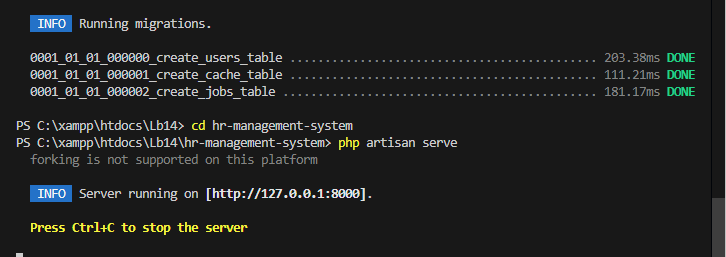 INFO Running migrations.
0001_01_01_000000_create_users_table ............................................. 203.38ms DONE
0001_01_01_000001_create_cache_table ............................................. 111.21ms DONE
0001_01_01_000002_create_jobs_table .............................................. 181.17ms DONE
PS C:\xampp\htdocs\Lb14> cd hr-management-system
PS C:\xampp\htdocs\Lb14\hr-management-system> php artisan serve
forking is not supported on this platform
INFO Server running on [http://127.0.0.1:8000].
Press Ctrl+C to stop the server